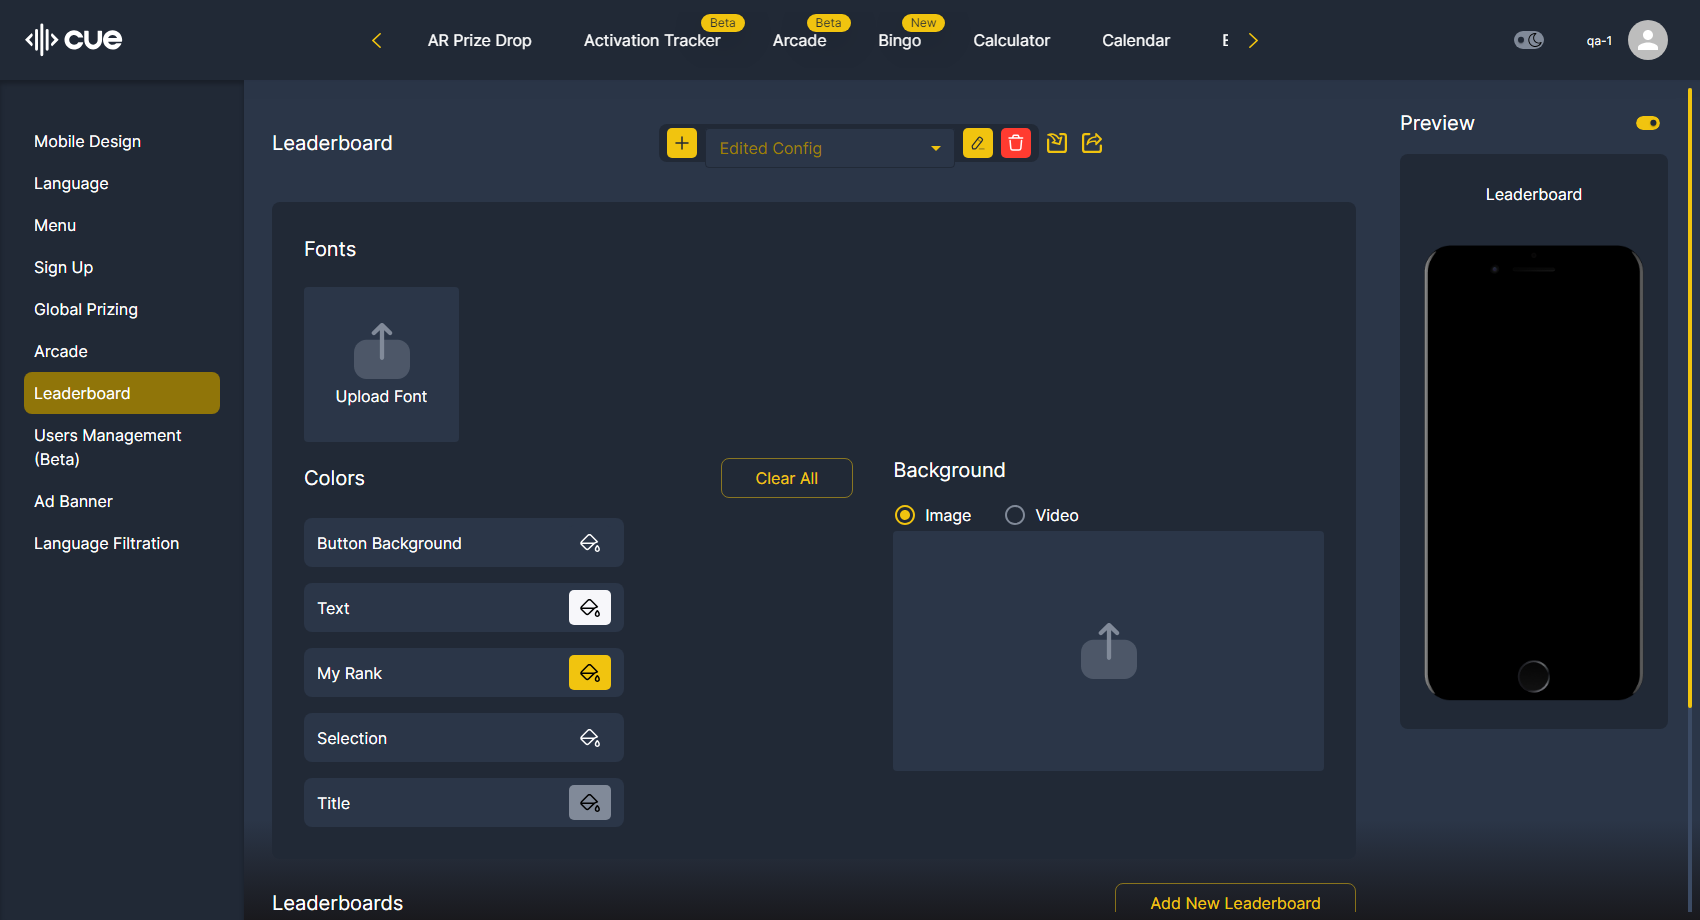 cue
AR Prize Drop
Activation Tracker
Beta
Arcade
Beta
Bingo
New
Calculator
Calendar
qa-1
Mobile Design
Language
Menu
Sign Up
Global Prizing
Arcade
Leaderboard
Users Management
(Beta)
Ad Banner
Language Filtration
Leaderboard
Edited Config
Fonts
Upload Font
Colors
Clear All
Button Background
Text
My Rank
Selection
Title
Background
Image
Video
Leaderboards
Add New Leaderboard
Preview
Leaderboard